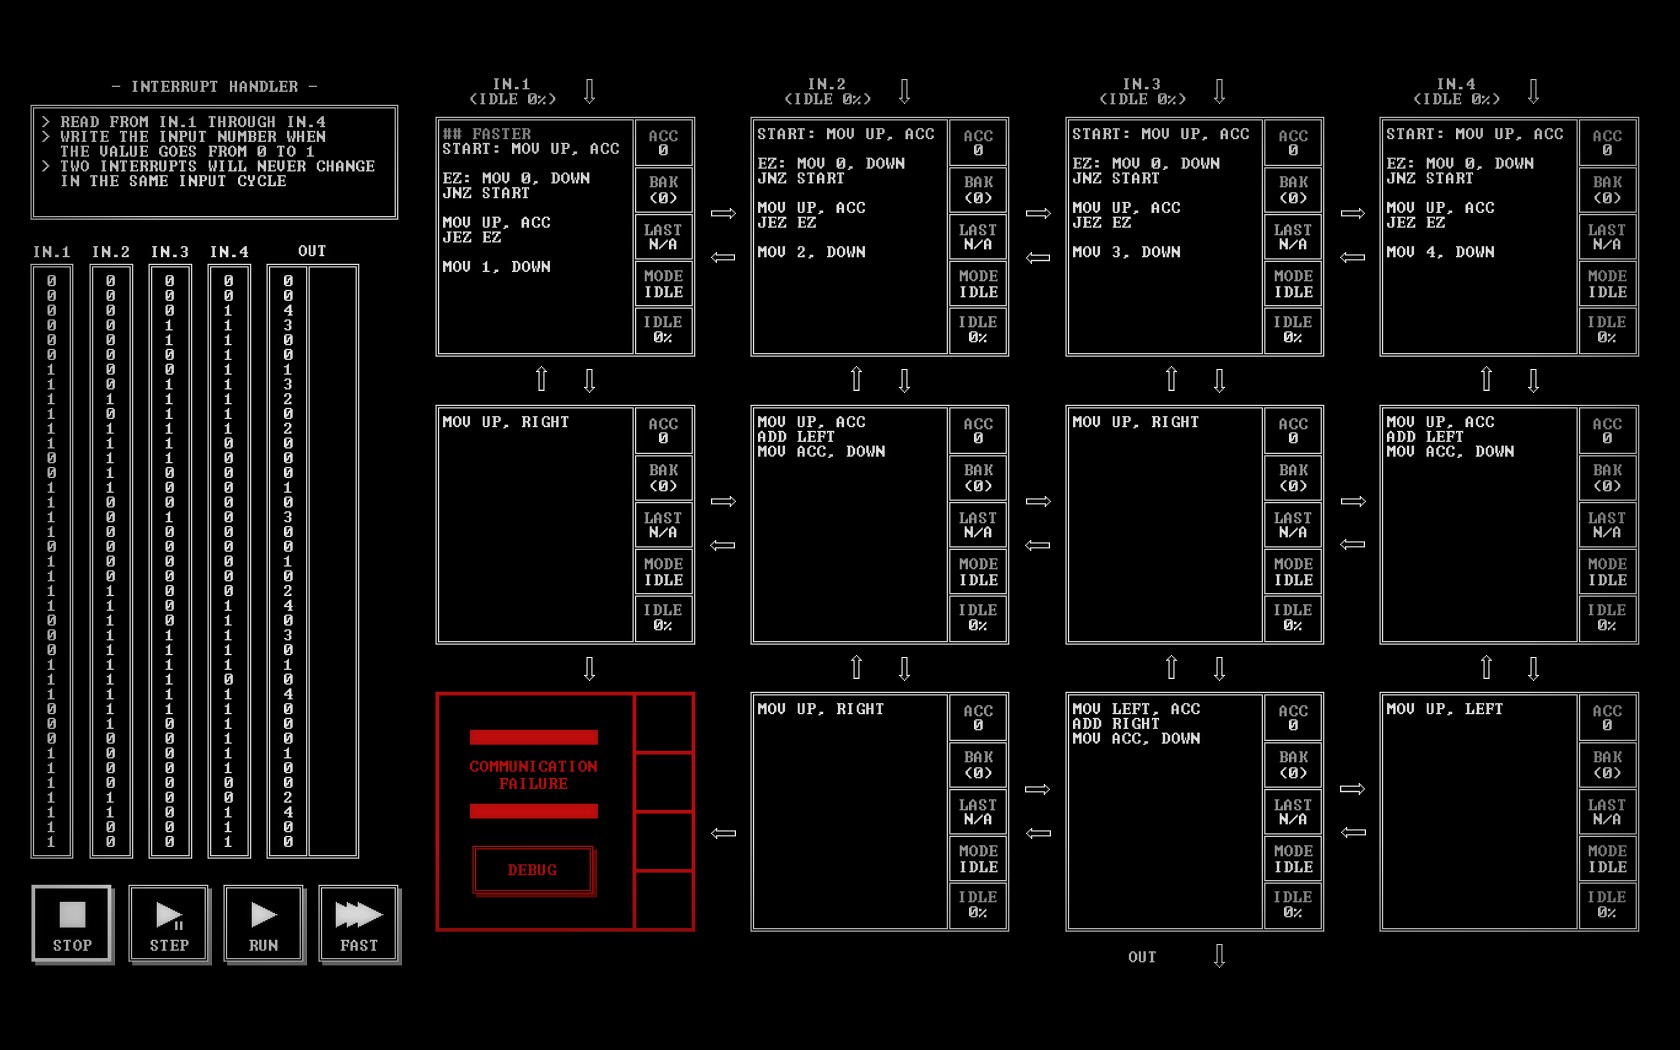 - INTERRUPT HANDLER -
> READ FROM IN.1 THROUGH IN.4
> WRITE THE INPUT NUMBER WHEN
THE VALUE GOES FROM 0 TO 1
> TWO INTERRUPTS WILL NEVER CHANGE
IN THE SAME INPUT CYCLE
IN.1 IN.2 IN.3 IN.4 OUT
0 0 0 0 0
0 0 0 0 0
0 0 0 1 4
0 0 1 1 3
0 0 1 1 0
0 0 0 1 0
1 0 0 1 1
1 0 1 1 3
1 1 1 1 2
1 0 1 1 0
1 1 1 1 2
1 1 1 0 0
0 1 1 0 0
0 1 0 0 0
1 1 0 0 1
1 0 0 0 0
1 0 1 0 3
1 0 0 0 0
0 0 0 0 0
1 0 0 0 1
1 0 0 0 0
1 1 0 0 2
1 1 0 1 4
0 1 0 1 0
0 1 1 1 3
0 1 1 1 0
1 1 1 1 1
1 1 1 0 0
1 1 1 1 4
0 1 1 1 0
0 1 0 1 0
0 0 0 1 0
1 0 0 1 1
1 0 0 1 0
1 0 0 0 0
1 1 0 0 2
1 1 0 1 4
1 0 0 1 0
1 0 0 1 0
STOP
STEP
RUN
FAST
IN.1
(IDLE 0%)
## FASTER
START: MOV UP, ACC
EZ: MOV 0, DOWN
JNZ START
MOV UP, ACC
JEZ EZ
MOV 1, DOWN
ACC
0
BAK
(0)
LAST
N/A
MODE
IDLE
IDLE
0%
IN.2
(IDLE 0%)
START: MOV UP, ACC
EZ: MOV 0, DOWN
JNZ START
MOV UP, ACC
JEZ EZ
MOV 2, DOWN
ACC
0
BAK
(0)
LAST
N/A
MODE
IDLE
IDLE
0%
IN.3
(IDLE 0%)
START: MOV UP, ACC
EZ: MOV 0, DOWN
JNZ START
MOV UP, ACC
JEZ EZ
MOV 3, DOWN
ACC
0
BAK
(0)
LAST
N/A
MODE
IDLE
IDLE
0%
IN.4
(IDLE 0%)
START: MOV UP, ACC
EZ: MOV 0, DOWN
JNZ START
MOV UP, ACC
JEZ EZ
MOV 4, DOWN
ACC
0
BAK
(0)
LAST
N/A
MODE
IDLE
IDLE
0%
MOV UP, RIGHT
ACC
0
BAK
(0)
LAST
N/A
MODE
IDLE
IDLE
0%
MOV UP, ACC
ADD LEFT
MOV ACC, DOWN
ACC
0
BAK
(0)
LAST
N/A
MODE
IDLE
IDLE
0%
MOV UP, RIGHT
ACC
0
BAK
(0)
LAST
N/A
MODE
IDLE
IDLE
0%
MOV UP, ACC
ADD LEFT
MOV ACC, DOWN
ACC
0
BAK
(0)
LAST
N/A
MODE
IDLE
IDLE
0%
COMMUNICATION
FAILURE
DEBUG
MOV UP, RIGHT
ACC
0
BAK
(0)
LAST
N/A
MODE
IDLE
IDLE
0%
MOV LEFT, ACC
ADD RIGHT
MOV ACC, DOWN
ACC
0
BAK
(0)
LAST
N/A
MODE
IDLE
IDLE
0%
MOV UP, LEFT
ACC
0
BAK
(0)
LAST
N/A
MODE
IDLE
IDLE
0%
OUT